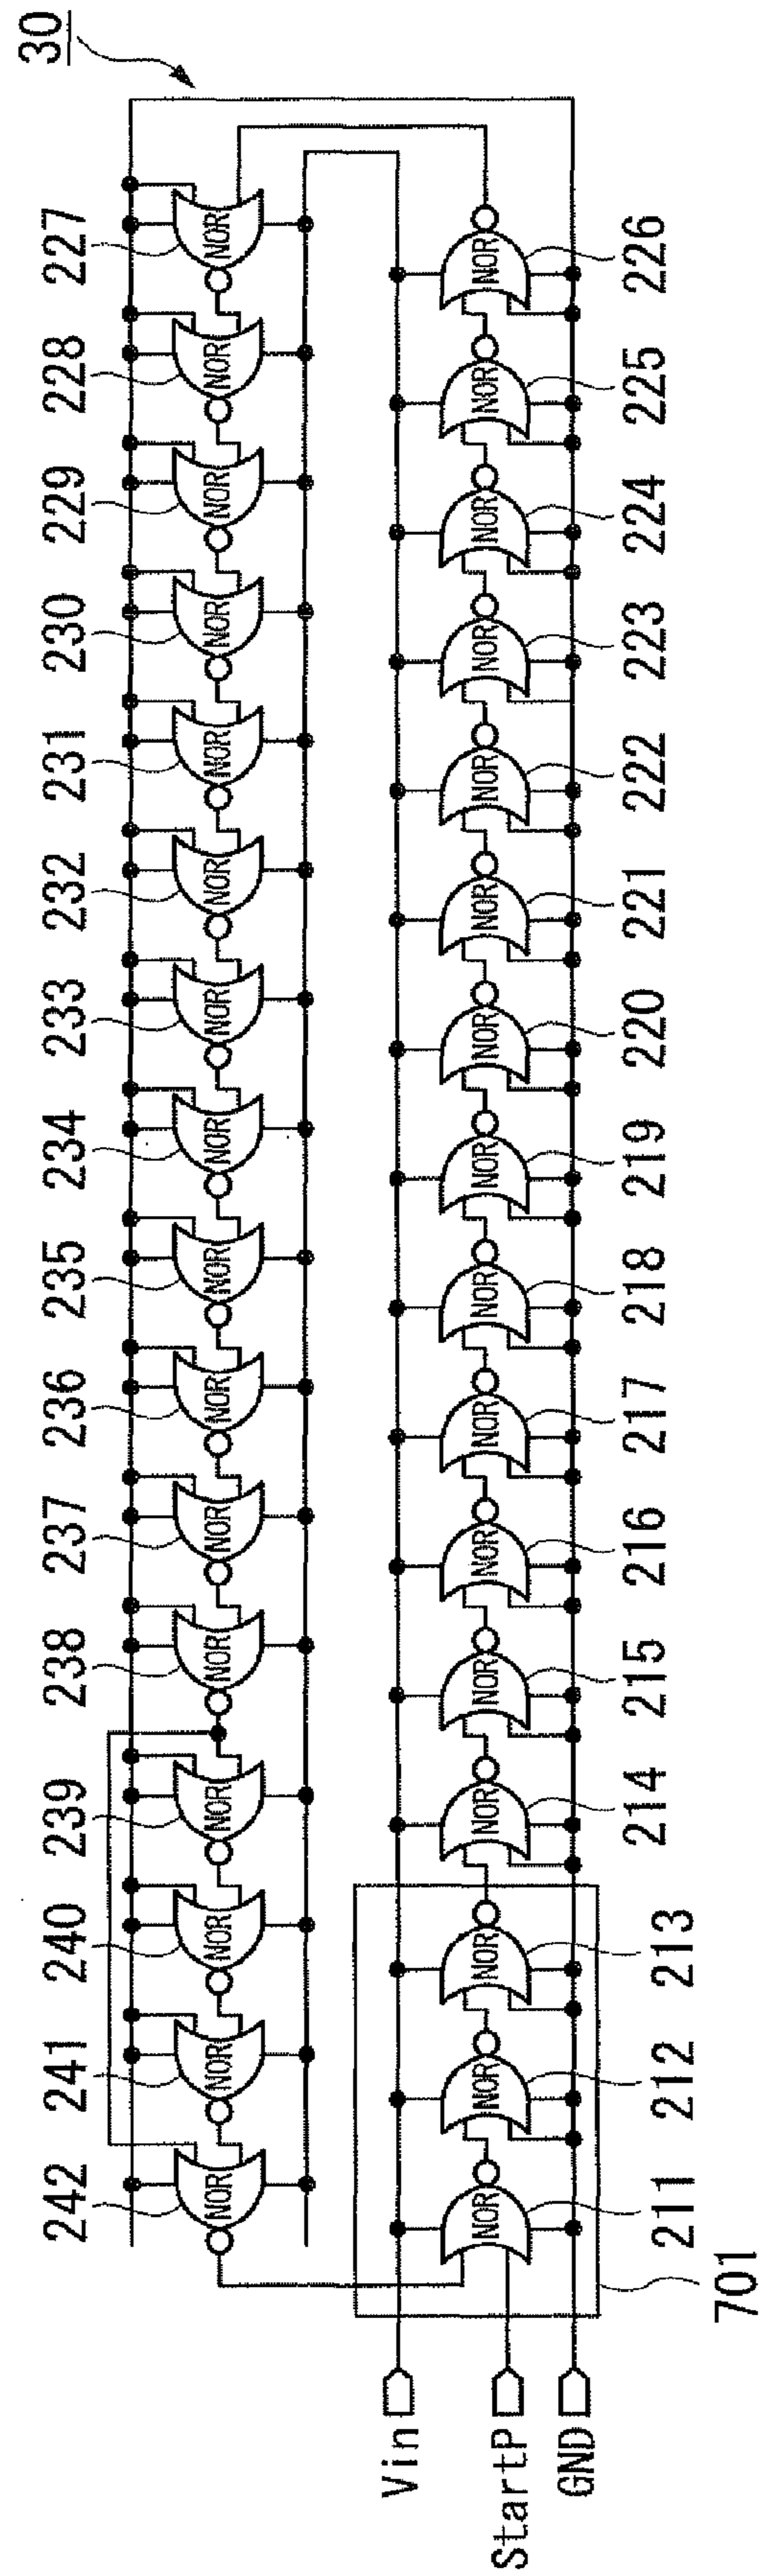 30
242 241 240 239 238 237 236 235 234 233 232 231 230 229 228 227
NOR NOR NOR NOR NOR NOR NOR NOR NOR NOR NOR NOR NOR NOR NOR NOR
Vin
NOR NOR NOR NOR NOR NOR NOR NOR NOR NOR NOR NOR NOR NOR NOR NOR
StartP
GND
211 212 213 214 215 216 217 218 219 220 221 222 223 224 225 226
701